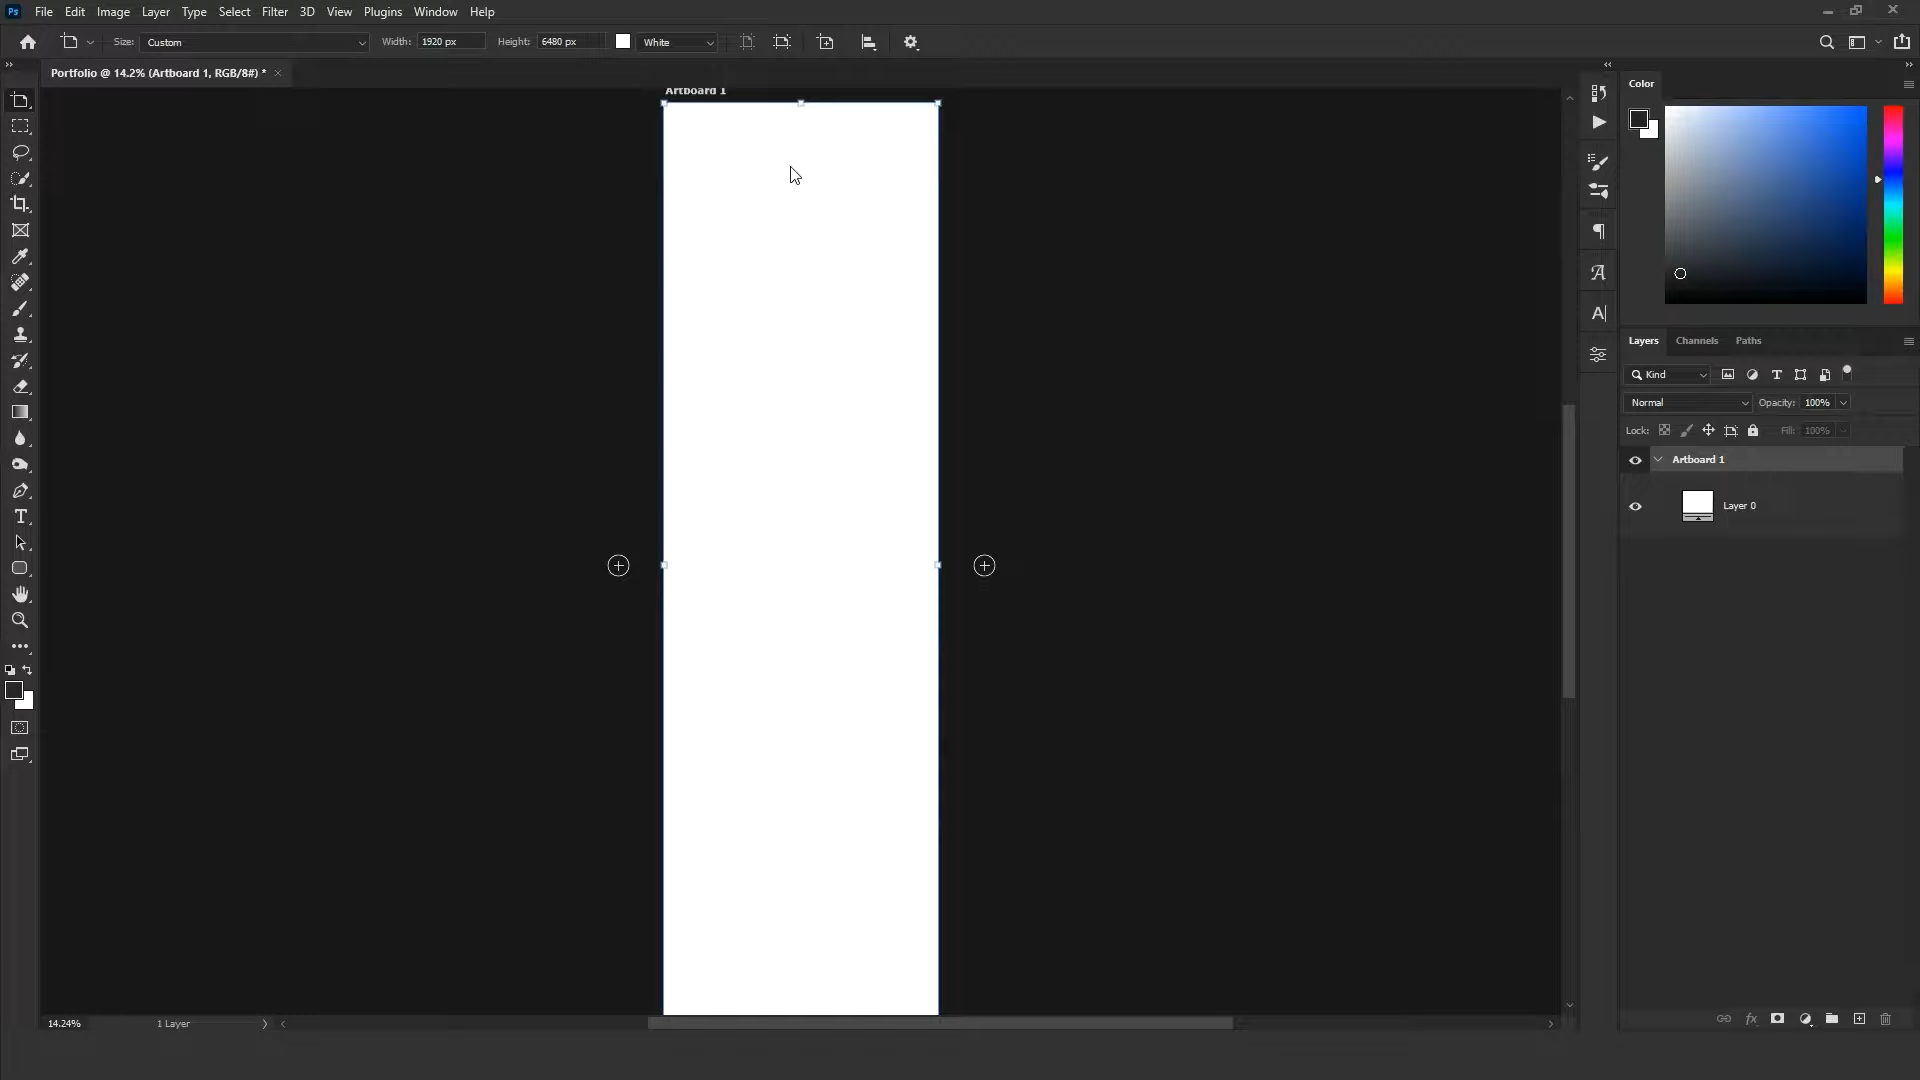 Ps File Edit Image Layer Type Select Filter 3D View Plugins Window Help
Size: Custom Width: 1920 px Height: 6480 px White
Portfolio @ 14.2% (Artboard 1, RGB/8#) * ×
Artboard 1
Color
Layers Channels Paths
Kind
Normal Opacity: 100%
Lock: Fill: 100%
Artboard 1
Layer 0
14.24% 1 Layer